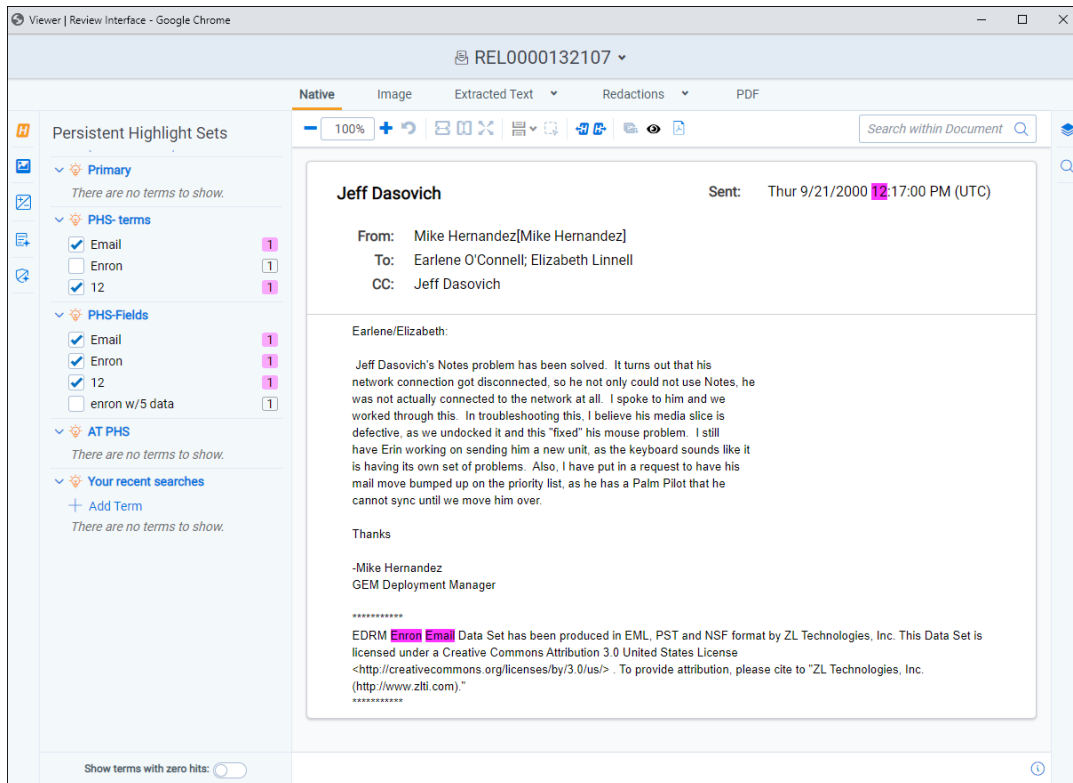 Viewer | Review Interface - Google Chrome
REL0000132107
Native Image Extracted Text Redactions PDF
Persistent Highlight Sets
100%
Search within Document
Primary
There are no terms to show.
PHS- terms
Email 1
Enron 1
12 1
PHS-Fields
Email 1
Enron 1
12 1
enron w/5 data 1
AT PHS
There are no terms to show.
Your recent searches
Add Term
There are no terms to show.
Show terms with zero hits:
Jeff Dasovich Sent: Thur 9/21/2000 12:17:00 PM (UTC)
From: Mike Hernandez[Mike Hernandez]
To: Earlene O'Connell; Elizabeth Linnell
CC: Jeff Dasovich
Earlene/Elizabeth:
Jeff Dasovich's Notes problem has been solved. It turns out that his
network connection got disconnected, so he not only could not use Notes, he
was not actually connected to the network at all. I spoke to him and we
worked through this. In troubleshooting this, I believe his media slice is
defective, as we undocked it and this "fixed" his mouse problem. I still
have Erin working on sending him a new unit, as the keyboard sounds like it
is having its own set of problems. Also, I have put in a request to have his
mail move bumped up on the priority list, as he has a Palm Pilot that he
cannot sync until we move him over.
Thanks
-Mike Hernandez
GEM Deployment Manager
***********
EDRM Enron Email Data Set has been produced in EML, PST and NSF format by ZL Technologies, Inc. This Data Set is
licensed under a Creative Commons Attribution 3.0 United States License
<http://creativecommons.org/licenses/by/3.0/us/> . To provide attribution, please cite to "ZL Technologies, Inc.
(http://www.zlti.com)."
***********